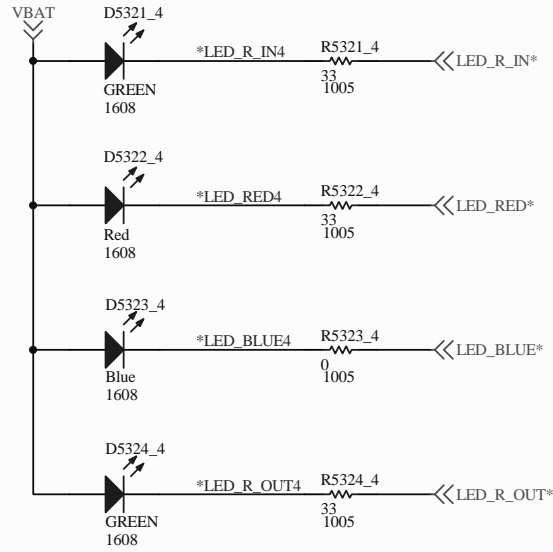 VBAT
D5321_4
*LED_R_IN4
R5321_4
LED_R_IN*
33
1005
GREEN
1608
D5322_4
*LED_RED4
R5322_4
LED_RED*
33
1005
Red
1608
D5323_4
*LED_BLUE4
R5323_4
LED_BLUE*
0
1005
Blue
1608
D5324_4
*LED_R_OUT4
R5324_4
LED_R_OUT*
33
1005
GREEN
1608